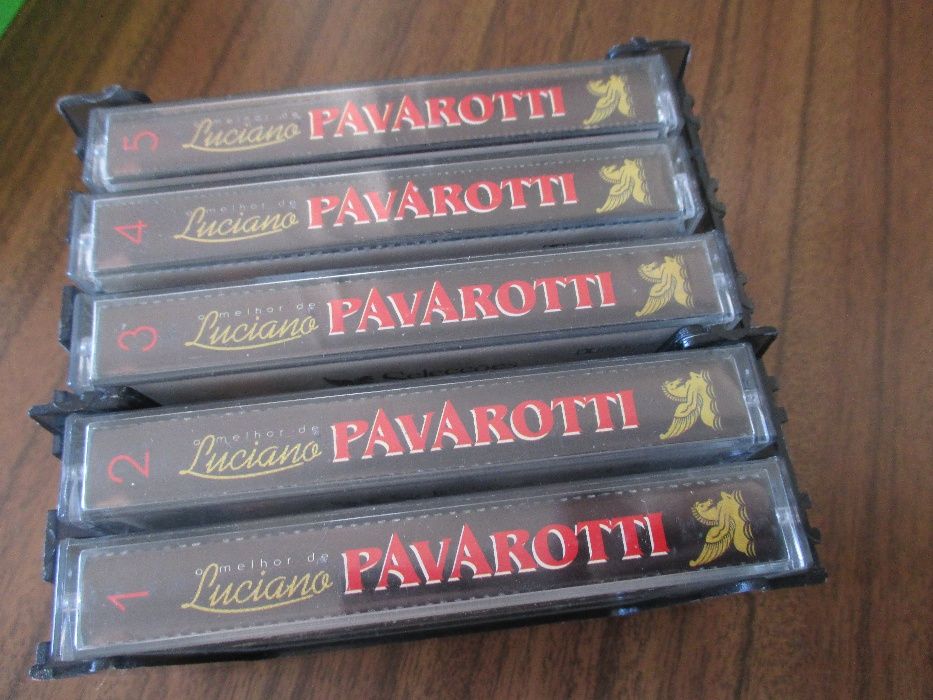 5 o melhor de Luciano PAVAROTTI
4 o melhor de Luciano PAVAROTTI
3 o melhor de Luciano PAVAROTTI
Selecções
2 o melhor de Luciano PAVAROTTI
1 o melhor de Luciano PAVAROTTI